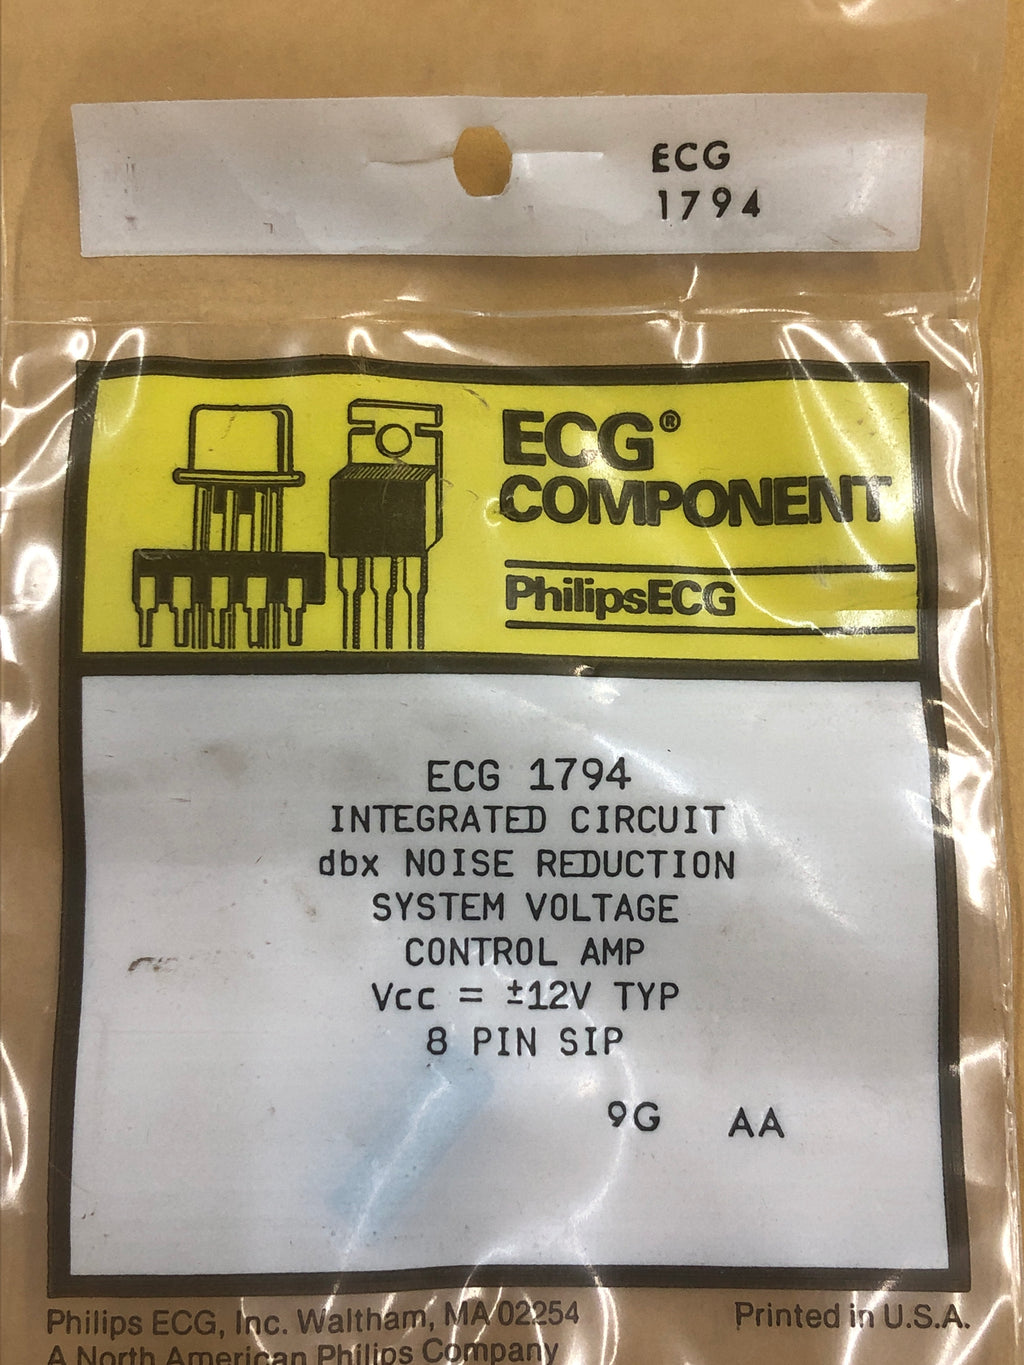 ECG
1794
ECG®
COMPONENT
PhilipsECG
ECG 1794
INTEGRATED CIRCUIT
dbx NOISE REDUCTION
SYSTEM VOLTAGE
CONTROL AMP
Vcc = ±12V TYP
8 PIN SIP
9G AA
Philips ECG, Inc. Waltham, MA 02254 Printed in U.S.A.
A North American Philips Company